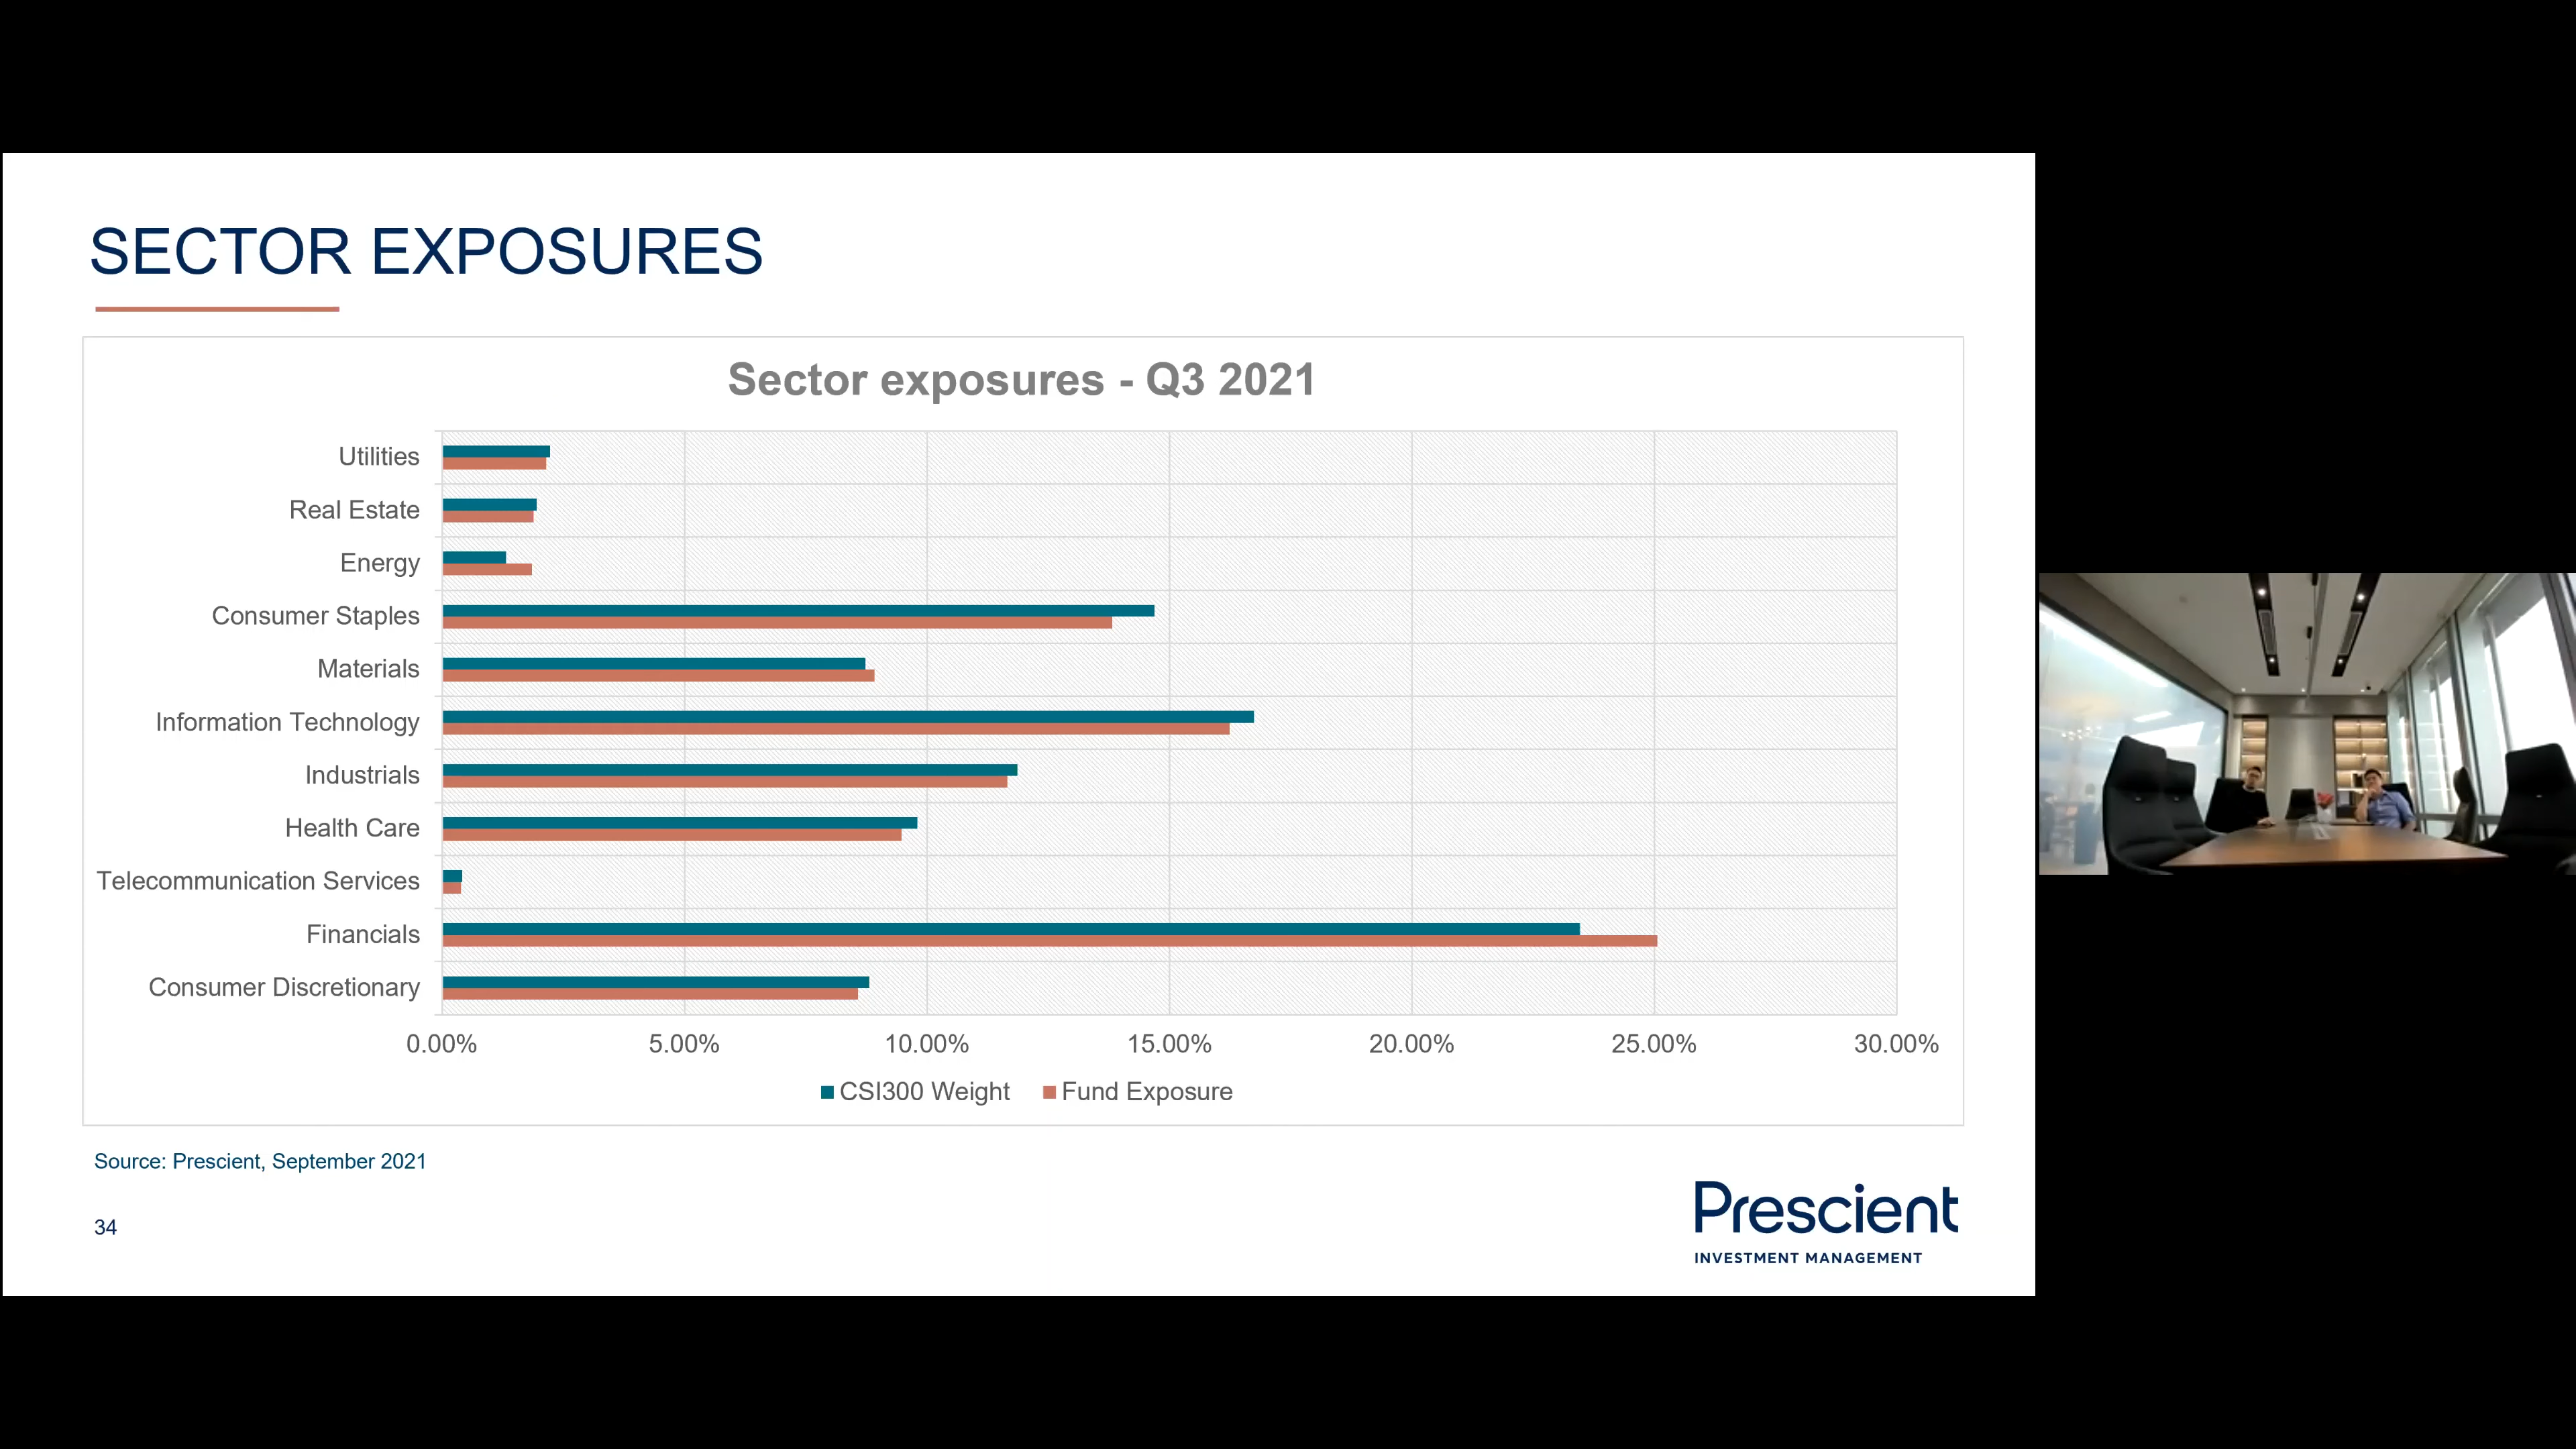 SECTOR EXPOSURES
Sector exposures - Q3 2021
Utilities
Real Estate
Energy
Consumer Staples
Materials
Information Technology
Industrials
Health Care
Telecommunication Services
Financials
Consumer Discretionary
0.00% 5.00% 10.00% 15.00% 20.00% 25.00% 30.00%
CSI300 Weight Fund Exposure
Source: Prescient, September 2021
34
Prescient
INVESTMENT MANAGEMENT